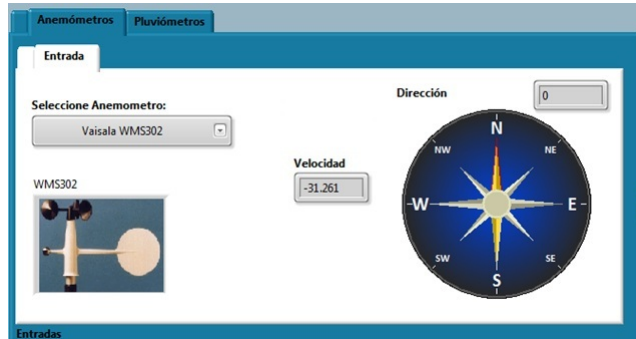 Anemómetros Pluviómetros
Entrada
Seleccione Anemometro:
Vaisala WMS302
WMS302
Velocidad
-31.261
Dirección
0
N
NW NE
W E
SW SE
S
Entradas